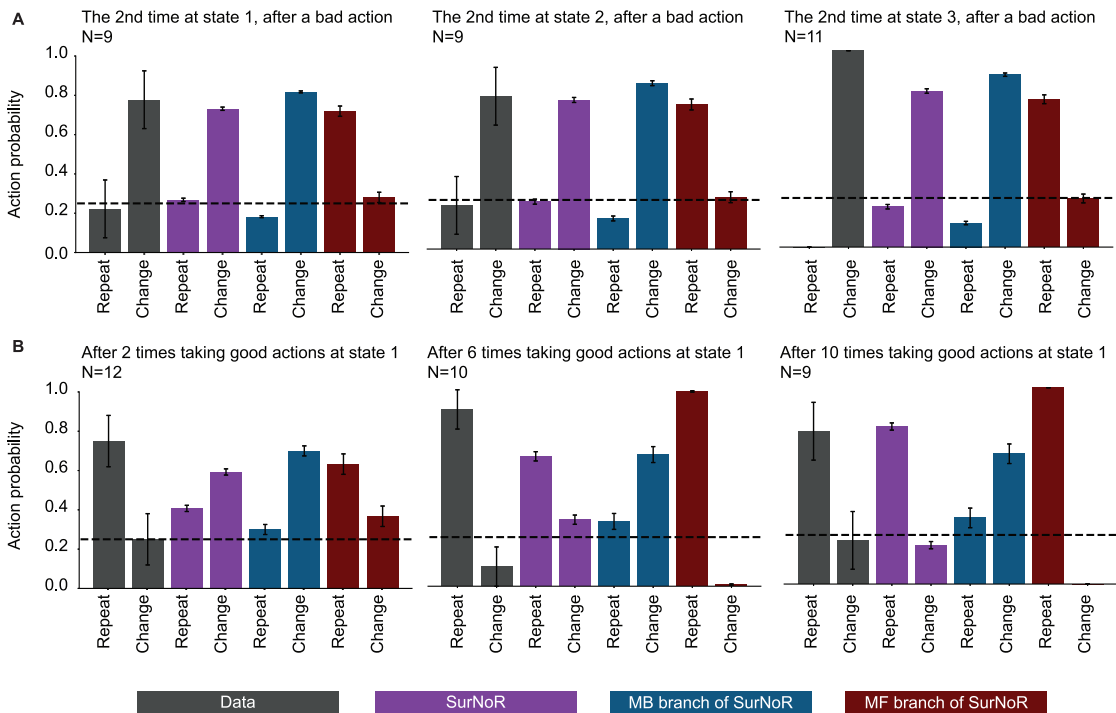 A
The 2nd time at state 1, after a bad action
N=9
The 2nd time at state 2, after a bad action
N=9
The 2nd time at state 3, after a bad action
N=11
Action probability
1.0
0.8
0.6
0.4
0.2
0.0
Repeat Change Repeat Change Repeat Change Repeat Change
Repeat Change Repeat Change Repeat Change Repeat Change
Repeat Change Repeat Change Repeat Change Repeat Change
B
After 2 times taking good actions at state 1
N=12
After 6 times taking good actions at state 1
N=10
After 10 times taking good actions at state 1
N=9
Action probability
1.0
0.8
0.6
0.4
0.2
0.0
Repeat Change Repeat Change Repeat Change Repeat Change
Repeat Change Repeat Change Repeat Change Repeat Change
Repeat Change Repeat Change Repeat Change Repeat Change
Data SurNoR MB branch of SurNoR MF branch of SurNoR